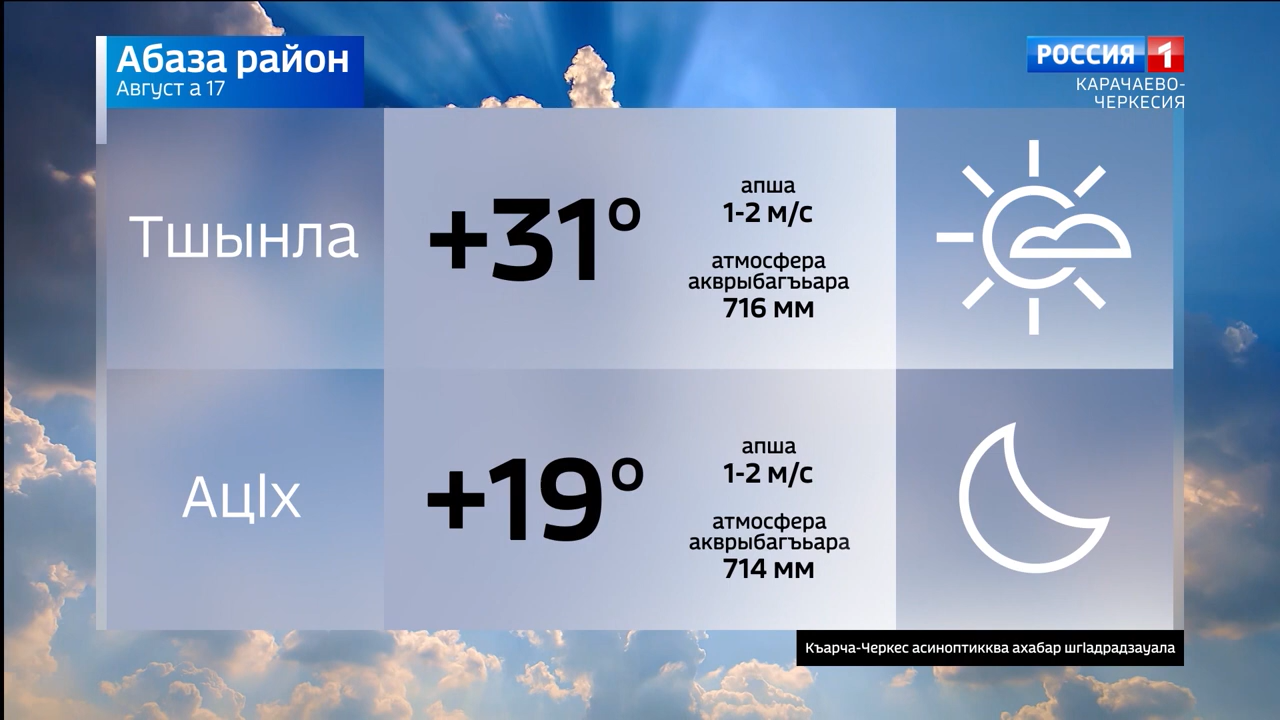 Абаза район
Август а 17
РОССИЯ 1
КАРАЧАЕВО-
ЧЕРКЕСИЯ
Тшынла
+31°
апша
1-2 м/с
атмосфера
акврыбагъьара
716 мм
АцIх
+19°
апша
1-2 м/с
атмосфера
акврыбагъьара
714 мм
Къарча-Черкес асиноптикква ахабар шгIадрадзауала